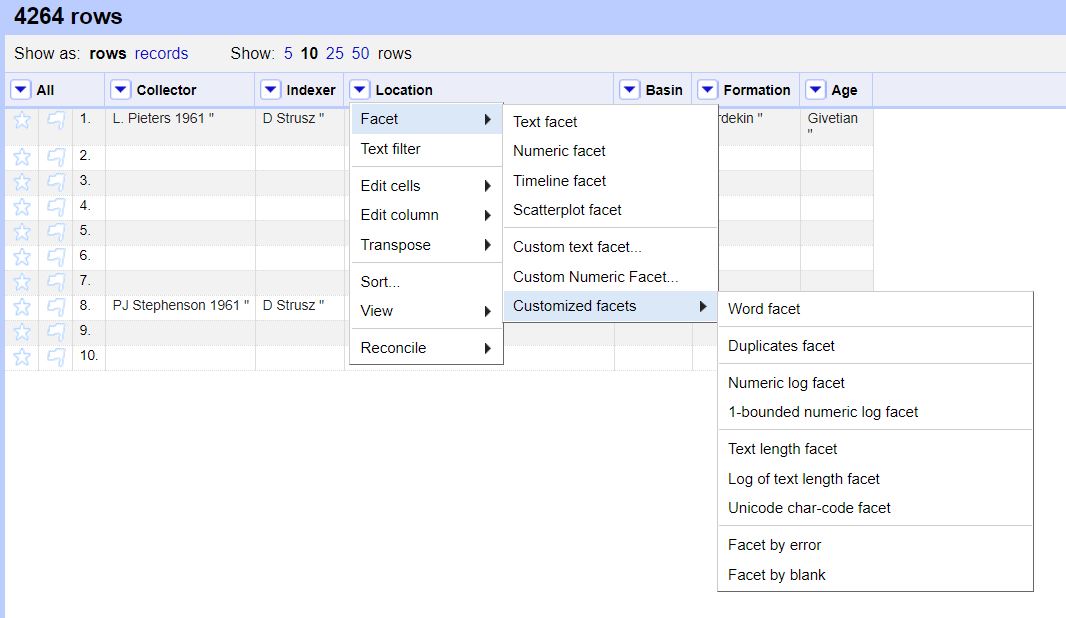 4264 rows
Show as: rows records Show: 5 10 25 50 rows
All Collector Indexer Location Basin Formation Age
1. L. Pieters 1961 " D Strusz " rdekin " Givetian
"
2.
3.
4.
5.
6.
7.
8. PJ Stephenson 1961 " D Strusz "
9.
10.
Facet
Text filter
Edit cells
Edit column
Transpose
Sort...
View
Reconcile
Text facet
Numeric facet
Timeline facet
Scatterplot facet
Custom text facet...
Custom Numeric Facet...
Customized facets
Word facet
Duplicates facet
Numeric log facet
1-bounded numeric log facet
Text length facet
Log of text length facet
Unicode char-code facet
Facet by error
Facet by blank